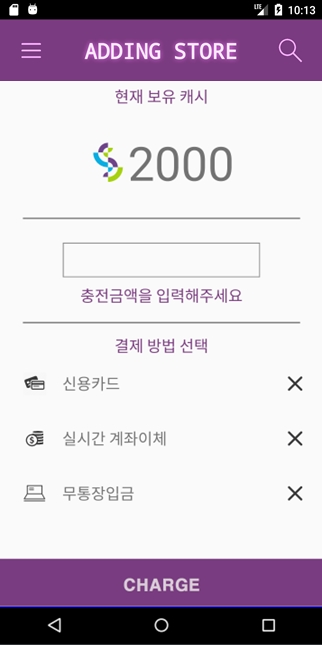 LTE 10:13
ADDING STORE
현재 보유 캐시
2000
충전금액을 입력해주세요
결제 방법 선택
신용카드
실시간 계좌이체
무통장입금
CHARGE